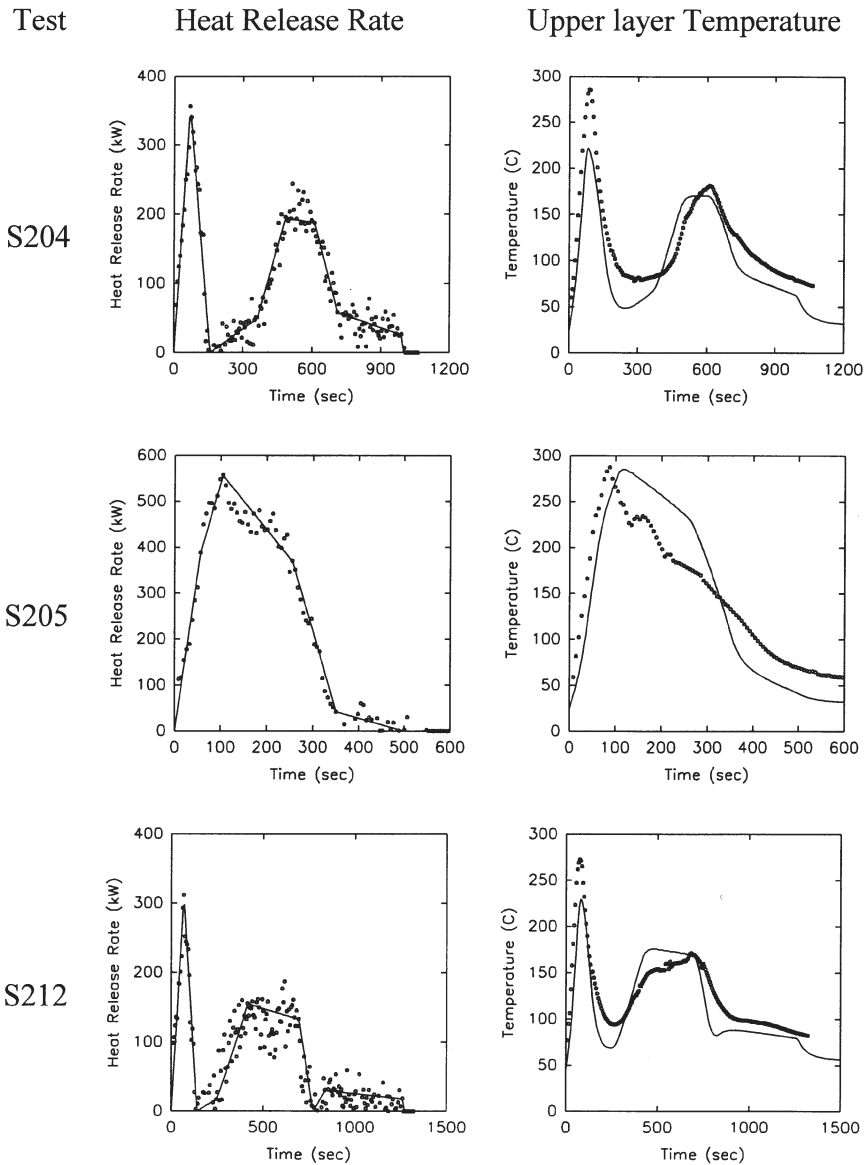 Test Heat Release Rate Upper layer Temperature
S204
Heat Release Rate (kW)
400
300
200
100
0
0 300 600 900 1200
Time (sec)
Temperature (C)
300
250
200
150
100
50
0
0 300 600 900 1200
Time (sec)
S205
Heat Release Rate (kW)
600
500
400
300
200
100
0
0 100 200 300 400 500 600
Time (sec)
Temperature (C)
300
250
200
150
100
50
0
0 100 200 300 400 500 600
Time (sec)
S212
Heat Release Rate (kW)
400
300
200
100
0
0 500 1000 1500
Time (sec)
Temperature (C)
300
250
200
150
100
50
0
0 500 1000 1500
Time (sec)